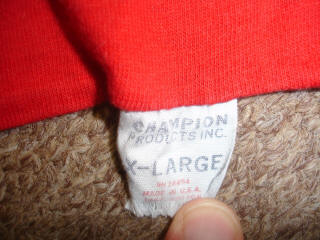 CHAMPION
PRODUCTS INC.
X-LARGE
MADE IN U.S.A.